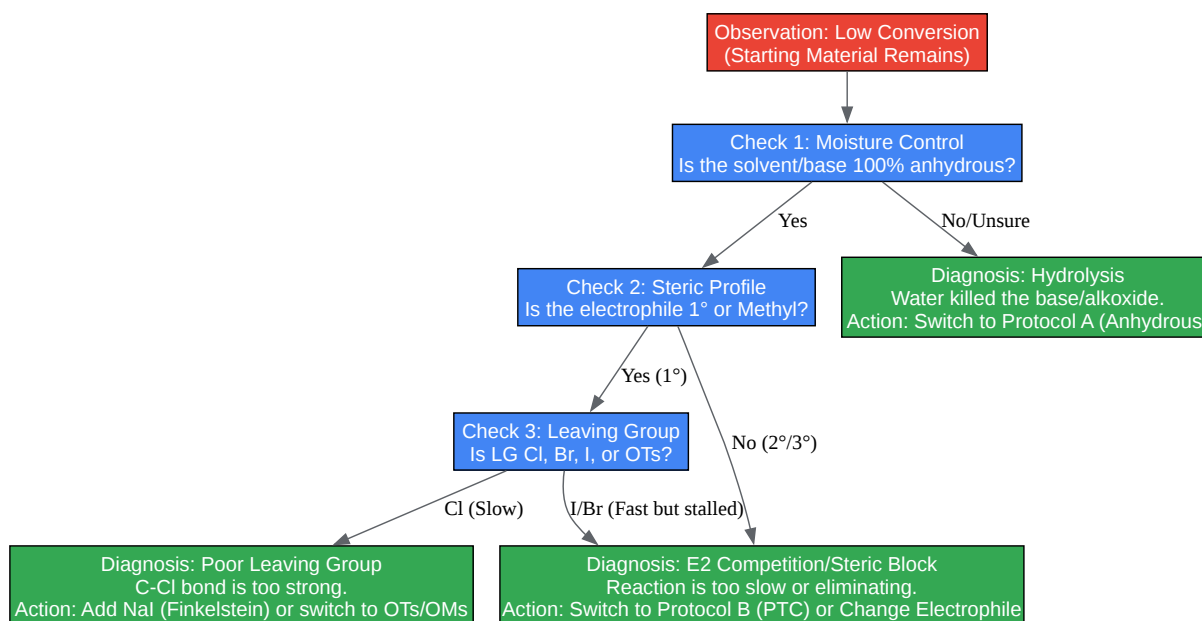 Observation: Low Conversion
(Starting Material Remains)
Check 1: Moisture Control
Is the solvent/base 100% anhydrous?
Yes
No/Unsure
Check 2: Steric Profile
Is the electrophile 1° or Methyl?
Diagnosis: Hydrolysis
Water killed the base/alkoxide.
Action: Switch to Protocol A (Anhydrous
Yes (1°)
No (2°/3°)
Check 3: Leaving Group
Is LG Cl, Br, I, or OTs?
Cl (Slow)
I/Br (Fast but stalled)
Diagnosis: Poor Leaving Group
C-Cl bond is too strong.
Action: Add NaI (Finkelstein) or switch to OTs/OMs
Diagnosis: E2 Competition/Steric Block
Reaction is too slow or eliminating.
Action: Switch to Protocol B (PTC) or Change Electrophile